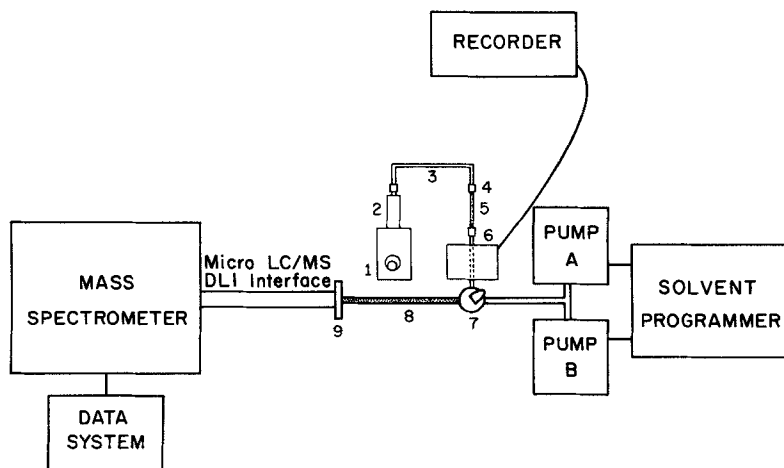 RECORDER
3
4
5
2
6
1
PUMP
A
Micro LC/MS
DLI Interface
MASS
SPECTROMETER
SOLVENT
PROGRAMMER
8
7
9
PUMP
B
DATA
SYSTEM